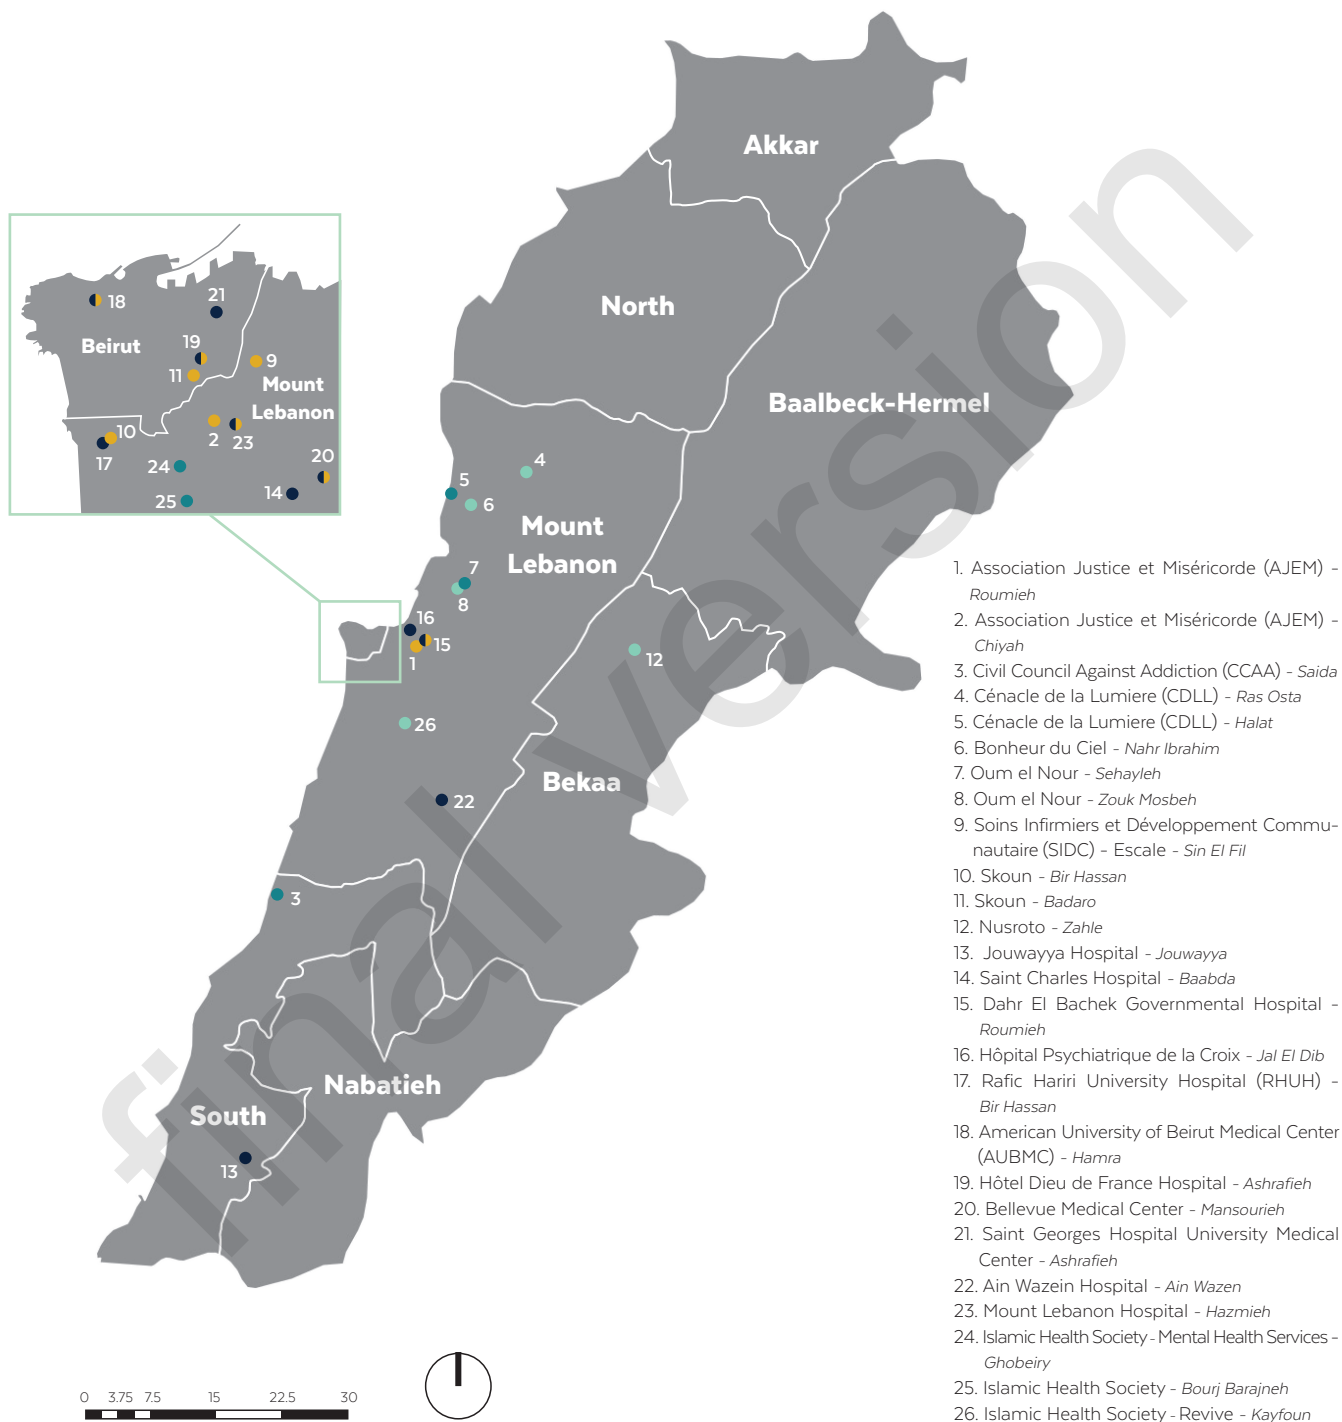 Akkar
North
Baalbeck-Hermel
21
18
19
Beirut
9
11
Mount
Lebanon
10
2
23
17
20
24
14
25
4
5
6
Mount
Lebanon
7
8
16
15
1
12
26
Bekaa
22
3
Nabatieh
South
13
final version
1. Association Justice et Miséricorde (AJEM) -
Roumieh
2. Association Justice et Miséricorde (AJEM) -
Chiyah
3. Civil Council Against Addiction (CCAA) - Saida
4. Cénacle de la Lumiere (CDLL) - Ras Osta
5. Cénacle de la Lumiere (CDLL) - Halat
6. Bonheur du Ciel - Nahr Ibrahim
7. Oum el Nour - Sehayleh
8. Oum el Nour - Zouk Mosbeh
9. Soins Infirmiers et Développement Commu-
nautaire (SIDC) - Escale - Sin El Fil
10. Skoun - Bir Hassan
11. Skoun - Badaro
12. Nusroto - Zahle
13. Jouwayya Hospital - Jouwayya
14. Saint Charles Hospital - Baabda
15. Dahr El Bachek Governmental Hospital -
Roumieh
16. Hôpital Psychiatrique de la Croix - Jal El Dib
17. Rafic Hariri University Hospital (RHUH) -
Bir Hassan
18. American University of Beirut Medical Center
(AUBMC) - Hamra
19. Hôtel Dieu de France Hospital - Ashrafieh
20. Bellevue Medical Center - Mansourieh
21. Saint Georges Hospital University Medical
Center - Ashrafieh
22. Ain Wazein Hospital - Ain Wazen
23. Mount Lebanon Hospital - Hazmieh
24. Islamic Health Society - Mental Health Services -
Ghobeiry
25. Islamic Health Society - Bourj Barajneh
26. Islamic Health Society - Revive - Kayfoun
0 3.75 7.5 15 22.5 30